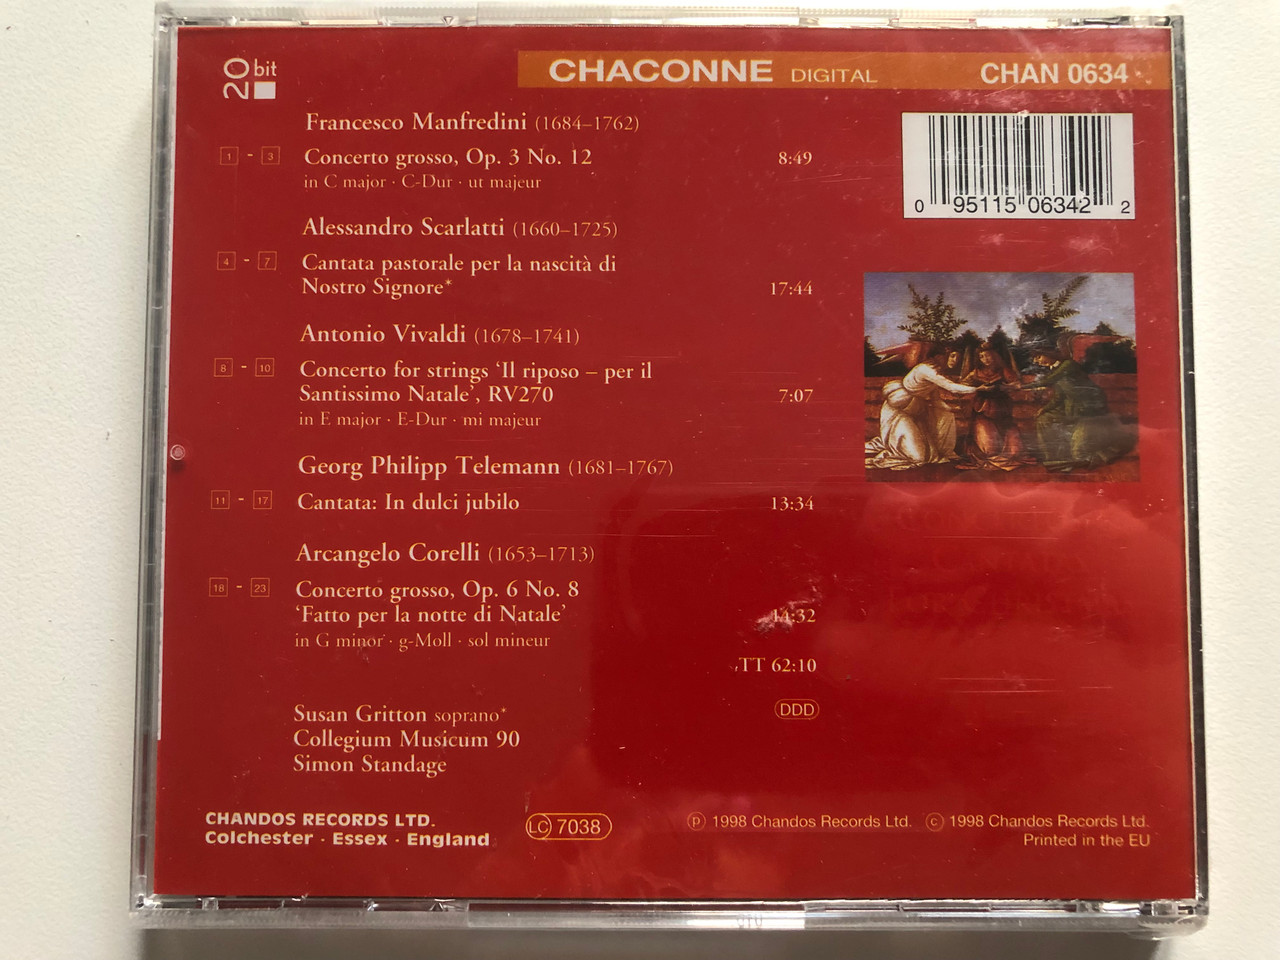 20 bit
CHACONNE DIGITAL CHAN 0634
Francesco Manfredini (1684–1762)
1 - 3 Concerto grosso, Op. 3 No. 12 8:49
in C major · C-Dur · ut majeur
0 95115 06342 2
Alessandro Scarlatti (1660–1725)
4 - 7 Cantata pastorale per la nascità di
Nostro Signore* 17:44
Antonio Vivaldi (1678–1741)
8 - 10 Concerto for strings ‘Il riposo – per il
Santissimo Natale’, RV270 7:07
in E major · E-Dur · mi majeur
Georg Philipp Telemann (1681–1767)
11 - 17 Cantata: In dulci jubilo 13:34
Arcangelo Corelli (1653–1713)
18 - 23 Concerto grosso, Op. 6 No. 8
‘Fatto per la notte di Natale’ 14:32
in G minor · g-Moll · sol mineur
TT 62:10
DDD
Susan Gritton soprano*
Collegium Musicum 90
Simon Standage
CHANDOS RECORDS LTD.
Colchester · Essex · England
LC 7038
℗ 1998 Chandos Records Ltd. © 1998 Chandos Records Ltd.
Printed in the EU